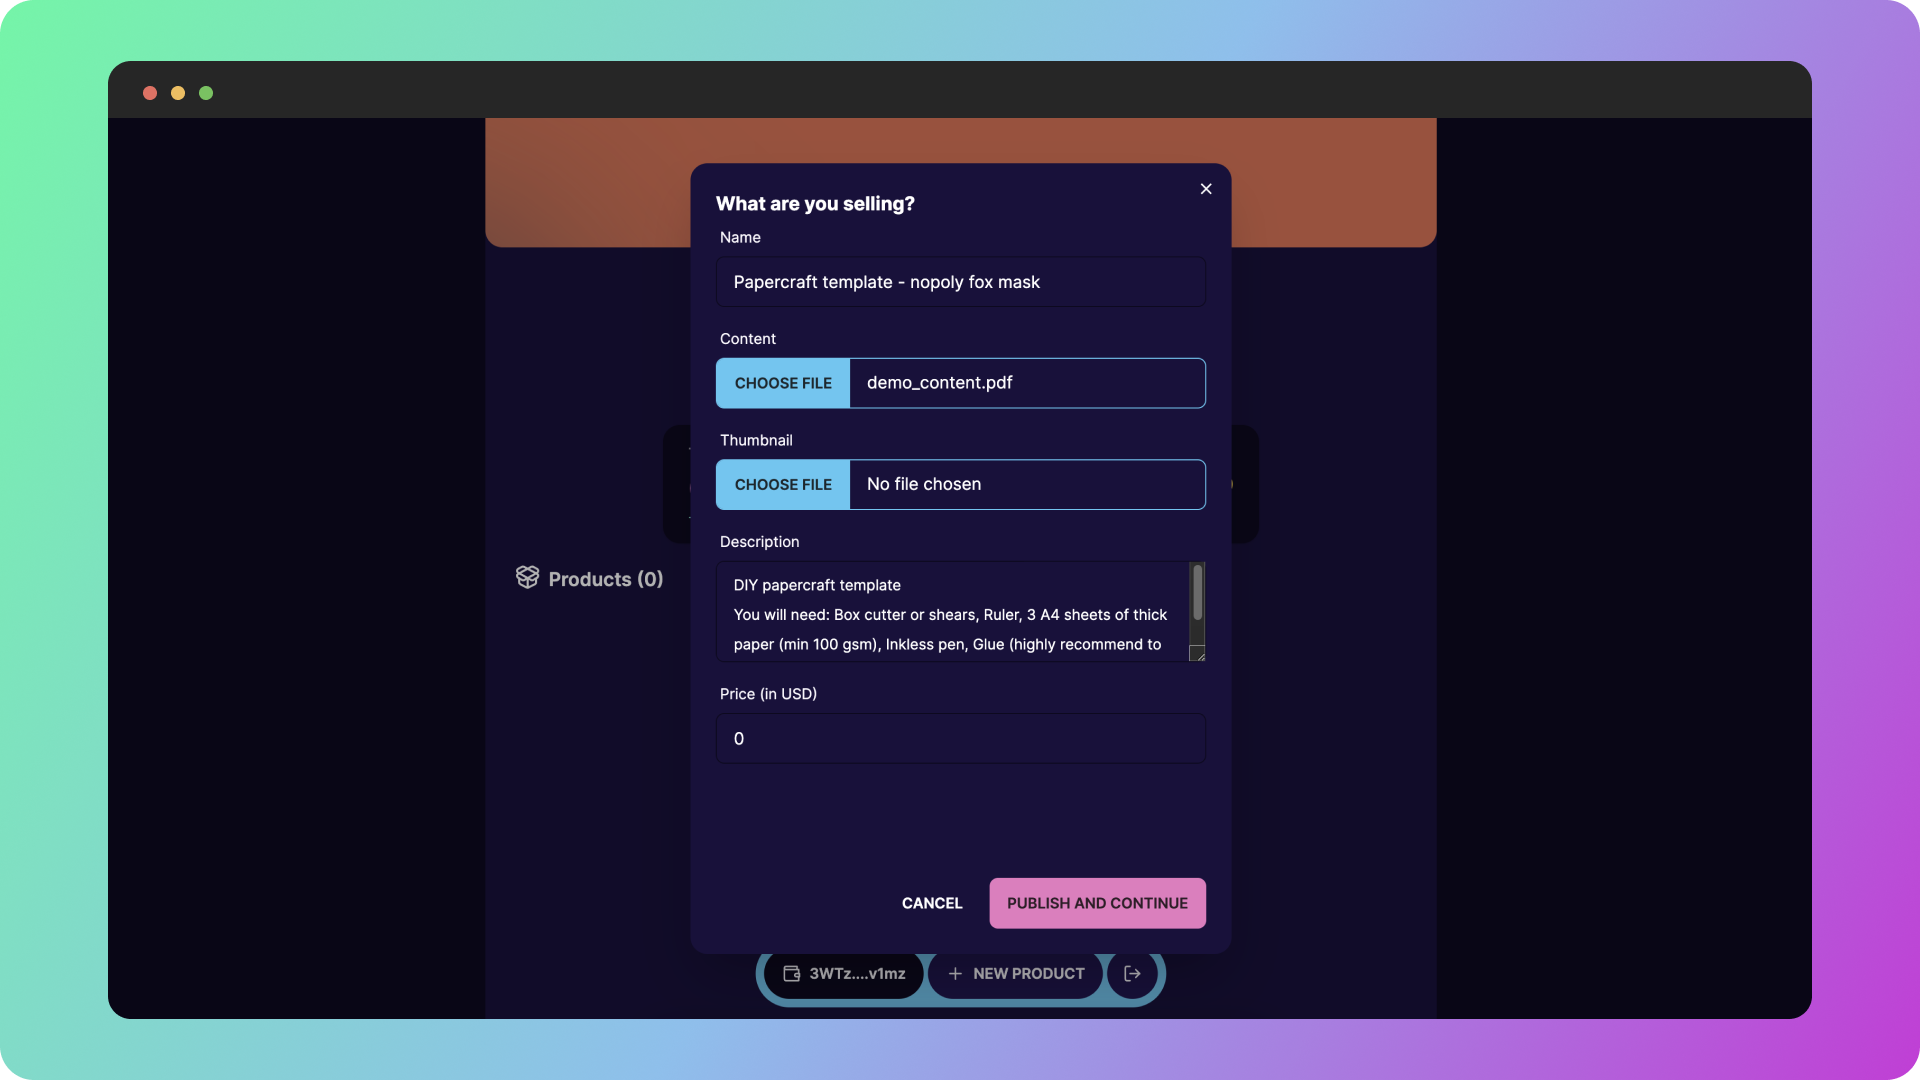 What are you selling?
Name
Papercraft template - nopoly fox mask
Content
CHOOSE FILE demo_content.pdf
Thumbnail
CHOOSE FILE No file chosen
Description
DIY papercraft template
You will need: Box cutter or shears, Ruler, 3 A4 sheets of thick
paper (min 100 gsm), Inkless pen, Glue (highly recommend to
Products (0)
Price (in USD)
0
CANCEL PUBLISH AND CONTINUE
3WTz....v1mz + NEW PRODUCT